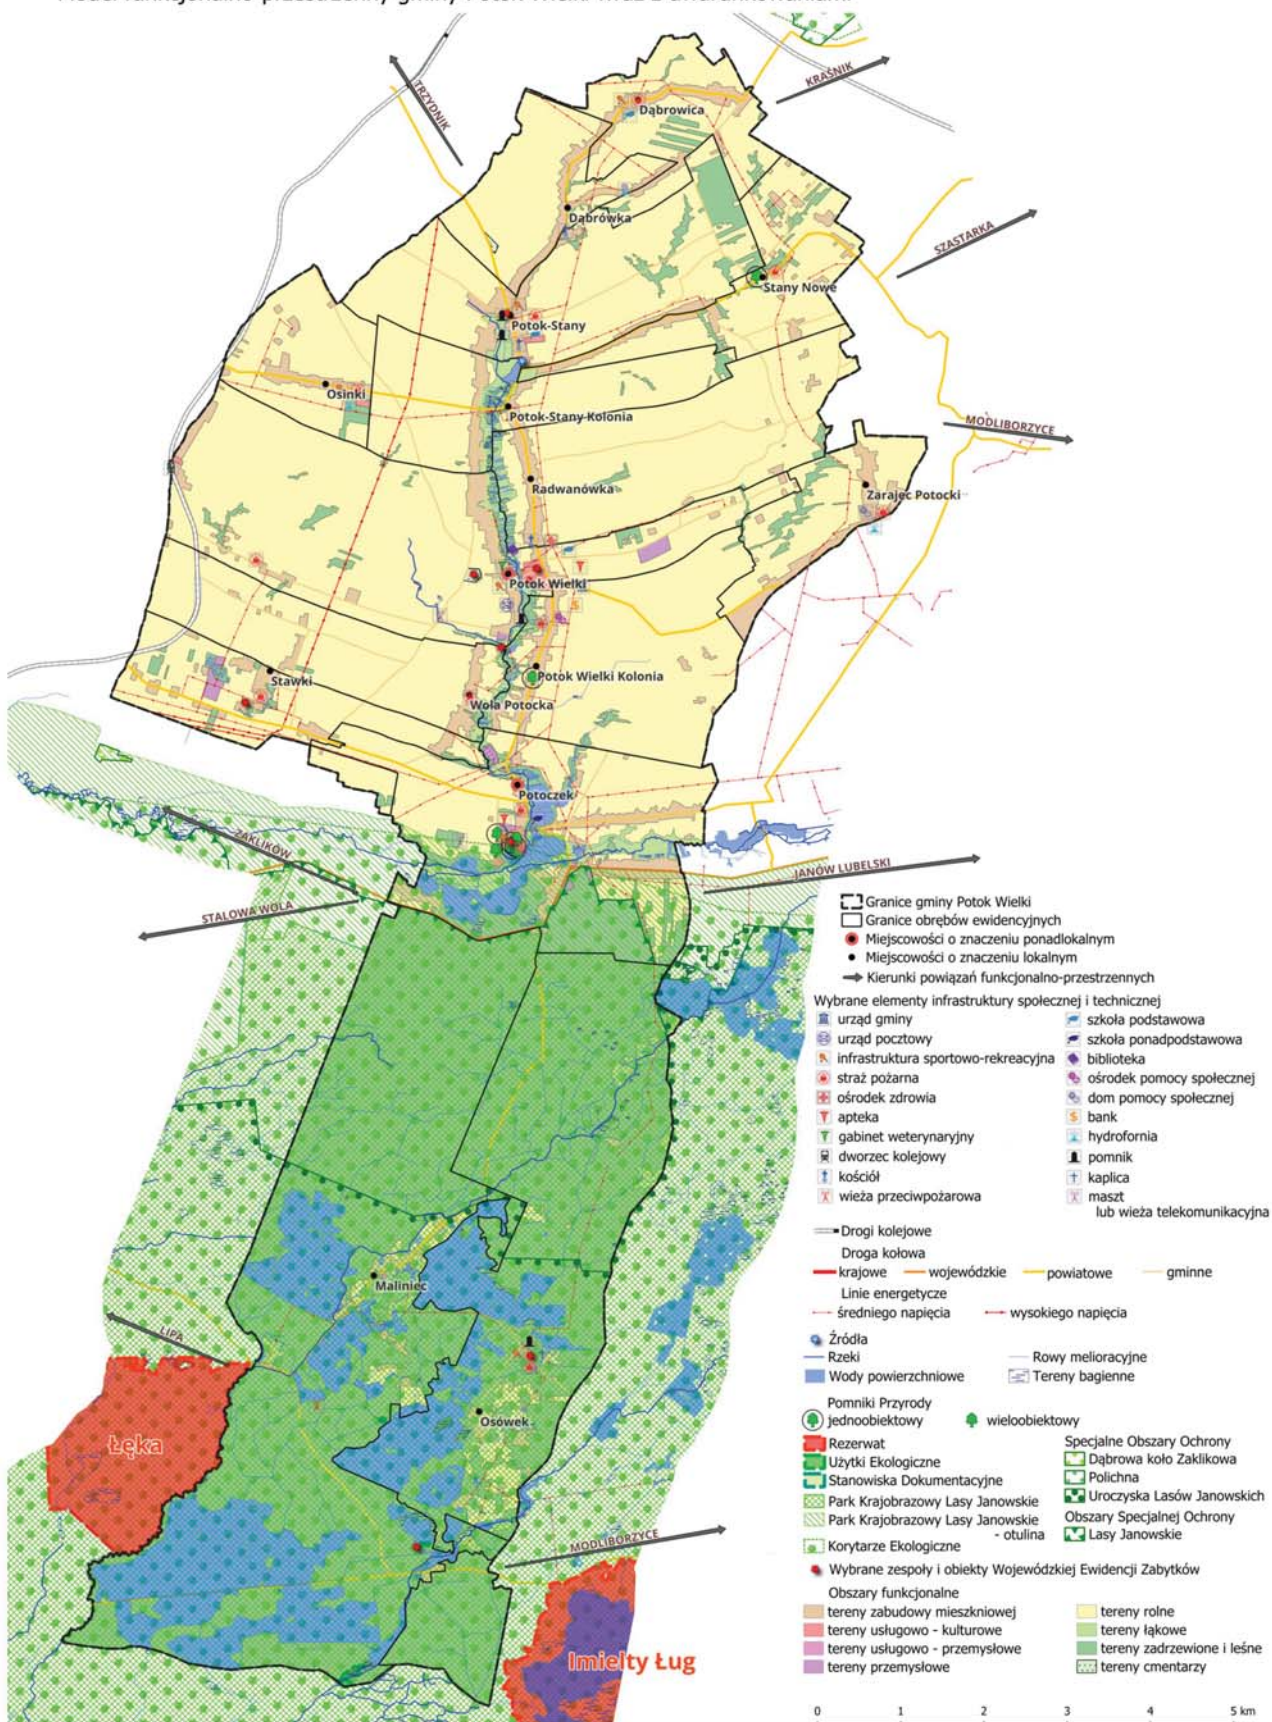 KRAŚNIK
TRZYDNIK
Dąbrowica
Dąbrówka
SZASTARKA
Stany Nowe
Potok-Stany
Osinki
Potok-Stany Kolonia
MODLIBORZYCE
Radwanówka
Zarajec Potocki
Potok Wielki
Potok Wielki Kolonia
Stawki
Wola Potocka
Potoczek
ZAKLIKÓW
JANÓW LUBELSKI
STALOWA WOLA
Maliniec
LIPA
Osówek
Łęka
MODLIBORZYCE
Imielty Ług
Granice gminy Potok Wielki
Granice obrębów ewidencyjnych
Miejscowości o znaczeniu ponadlokalnym
Miejscowości o znaczeniu lokalnym
Kierunki powiązań funkcjonalno-przestrzennych
Wybrane elementy infrastruktury społecznej i technicznej
urząd gminy
urząd pocztowy
infrastruktura sportowo-rekreacyjna
straż pożarna
ośrodek zdrowia
apteka
gabinet weterynaryjny
dworzec kolejowy
kościół
wieża przeciwpożarowa
szkoła podstawowa
szkoła ponadpodstawowa
biblioteka
ośrodek pomocy społecznej
dom pomocy społecznej
bank
hydrofornia
pomnik
kaplica
maszt
lub wieża telekomunikacyjna
Drogi kolejowe
Droga kołowa
krajowe wojewódzkie powiatowe gminne
Linie energetycze
średniego napięcia wysokiego napięcia
Źródła
Rzeki Rowy melioracyjne
Wody powierzchniowe Tereny bagienne
Pomniki Przyrody
jednoobiektowy wieloobiektowy
Rezerwat
Użytki Ekologiczne
Stanowiska Dokumentacyjne
Park Krajobrazowy Lasy Janowskie
Park Krajobrazowy Lasy Janowskie
- otulina
Korytarze Ekologiczne
Specjalne Obszary Ochrony
Dąbrowa koło Zaklikowa
Polichna
Uroczyska Lasów Janowskich
Obszary Specjalnej Ochrony
Lasy Janowskie
Wybrane zespoły i obiekty Wojewódzkiej Ewidencji Zabytków
Obszary funkcjonalne
tereny zabudowy mieszkniowej
tereny usługowo - kulturowe
tereny usługowo - przemysłowe
tereny przemysłowe
tereny rolne
tereny łąkowe
tereny zadrzewione i leśne
tereny cmentarzy
0 1 2 3 4 5 km